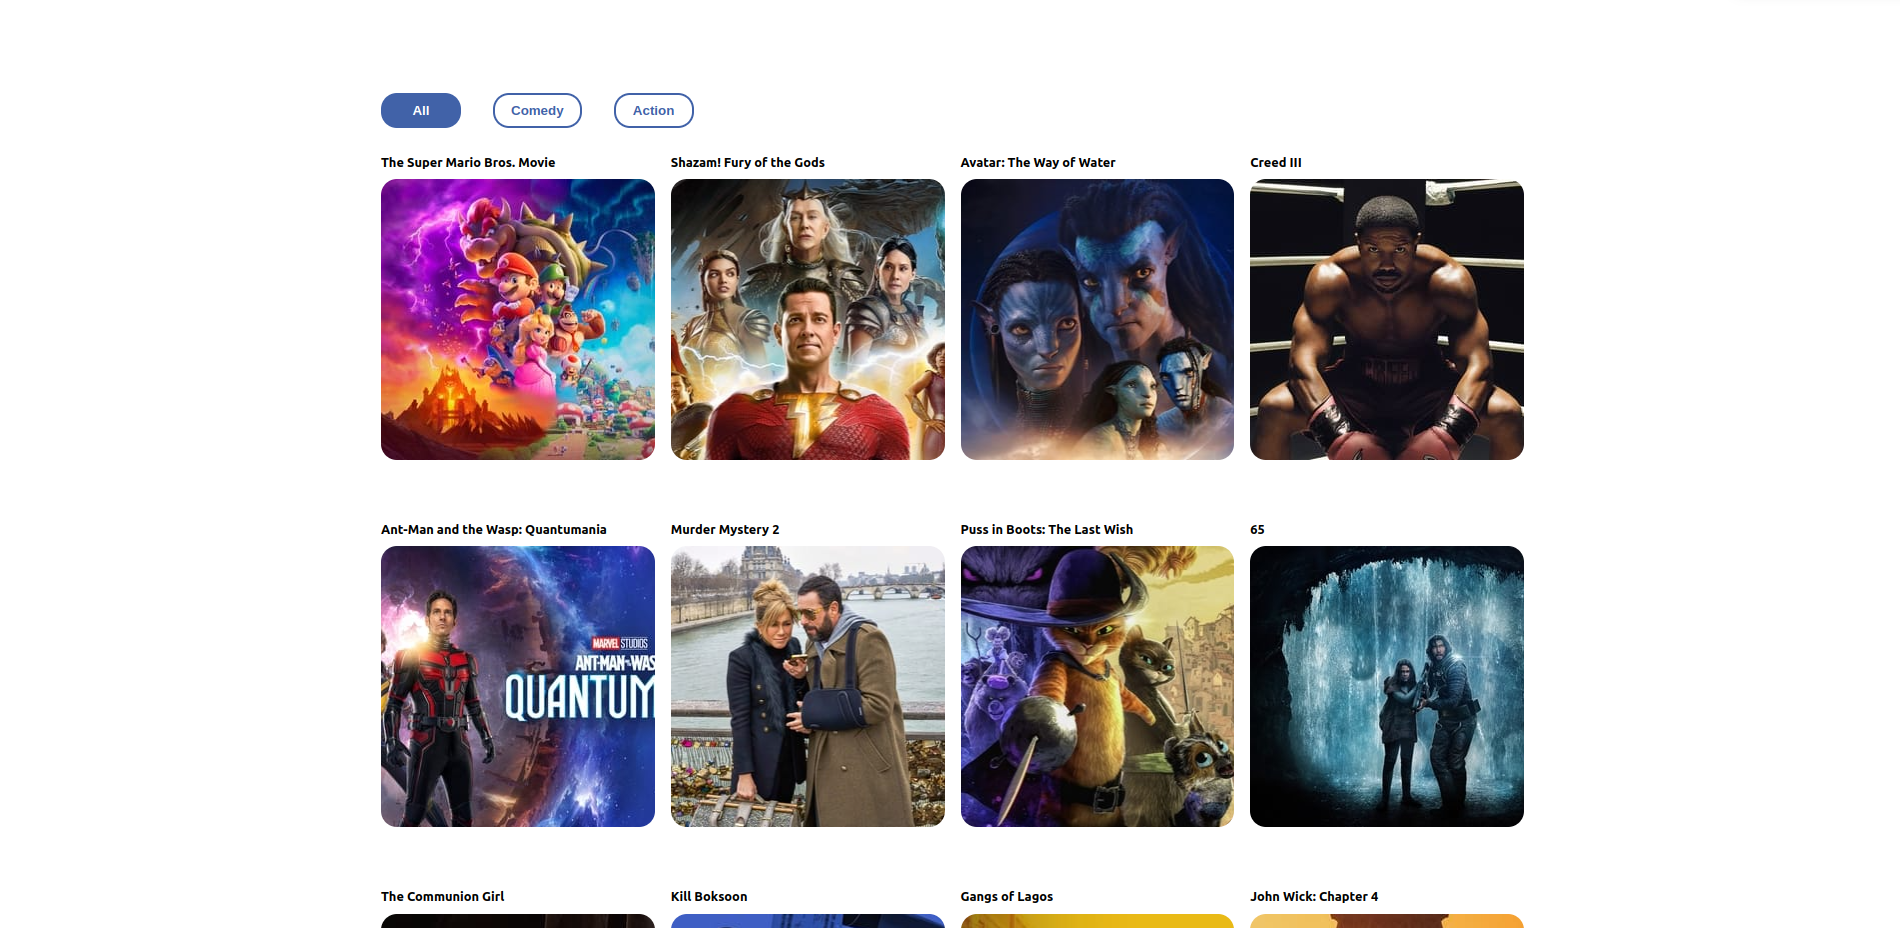 All
Comedy
Action
The Super Mario Bros. Movie
Shazam! Fury of the Gods
Avatar: The Way of Water
Creed III
Ant-Man and the Wasp: Quantumania
Murder Mystery 2
Puss in Boots: The Last Wish
65
MARVEL STUDIOS
ANT-MAN AND THE WAS
QUANTUM
The Communion Girl
Kill Boksoon
Gangs of Lagos
John Wick: Chapter 4